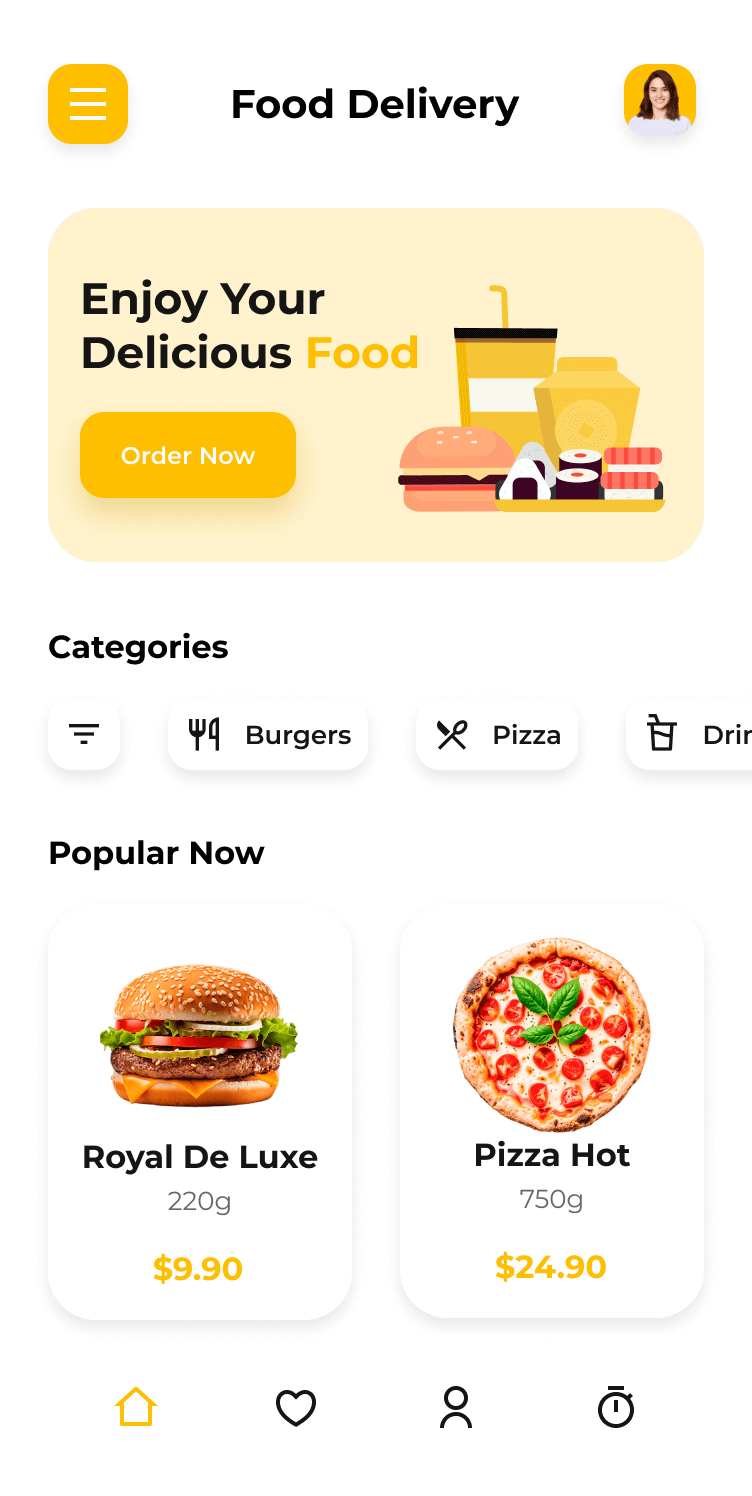 Food Delivery
Enjoy Your
Delicious Food
Order Now
Categories
Burgers
Pizza
Popular Now
Royal De Luxe
220g
$9.90
Pizza Hot
750g
$24.90